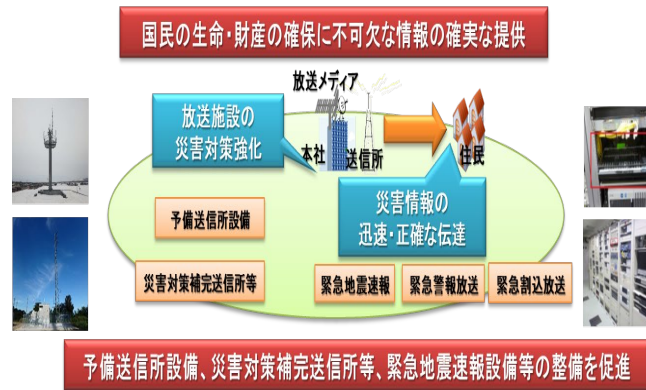 国民の生命・財産の確保に不可欠な情報の確実な提供
放送メディア
放送施設の
災害対策強化
本社
送信所
住民
災害情報の
迅速・正確な伝達
予備送信所設備
災害対策補完送信所等
緊急地震速報
緊急警報放送
緊急割込放送
予備送信所設備、災害対策補完送信所等、緊急地震速報設備等の整備を促進